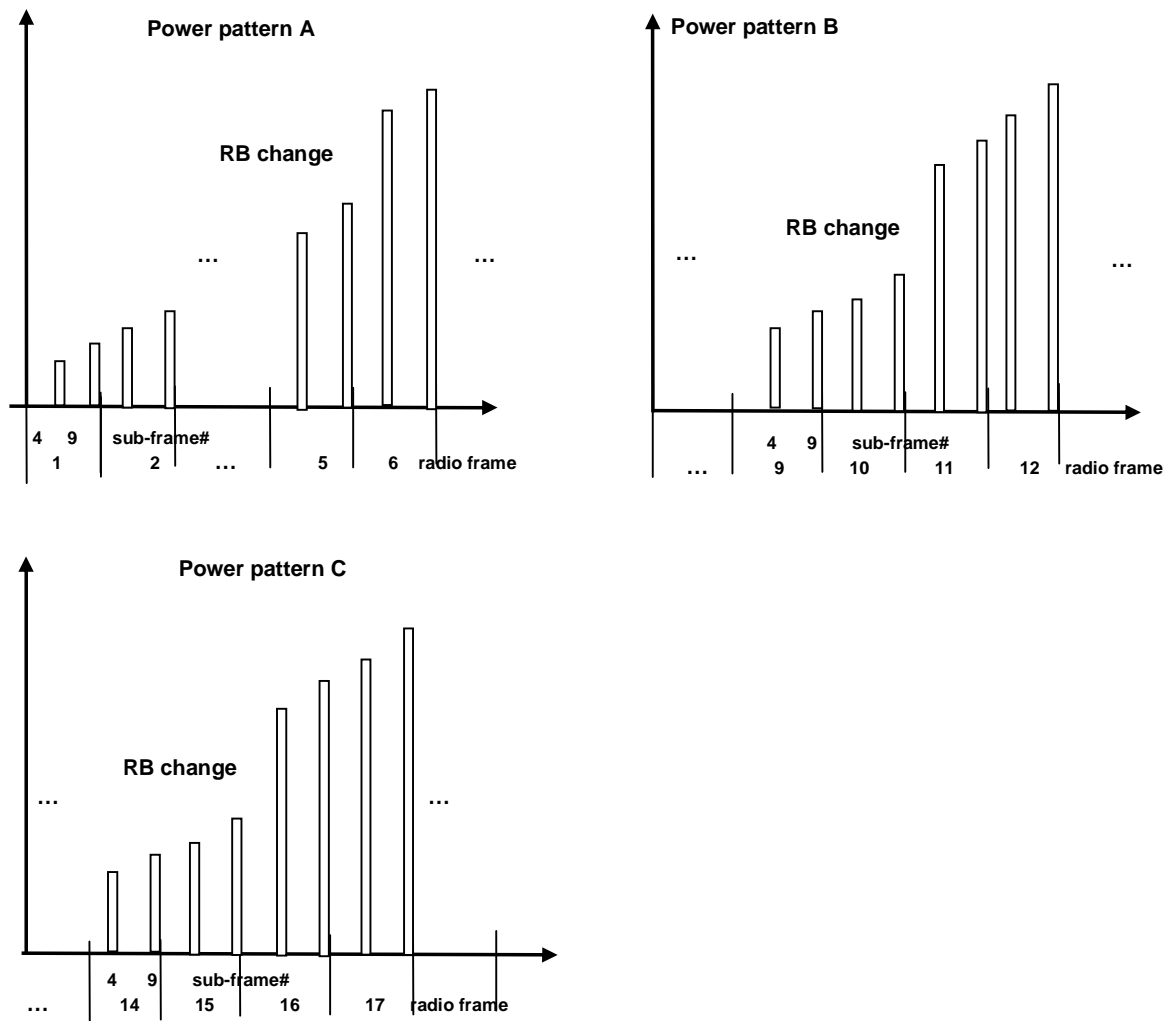 Power pattern A
RB change
…
…
4 9 sub-frame#
1 2 … 5 6 radio frame
Power pattern B
RB change
…
…
4 9 sub-frame#
… 9 10 11 12 radio frame
Power pattern C
RB change
…
…
4 9 sub-frame#
… 14 15 16 17 radio frame